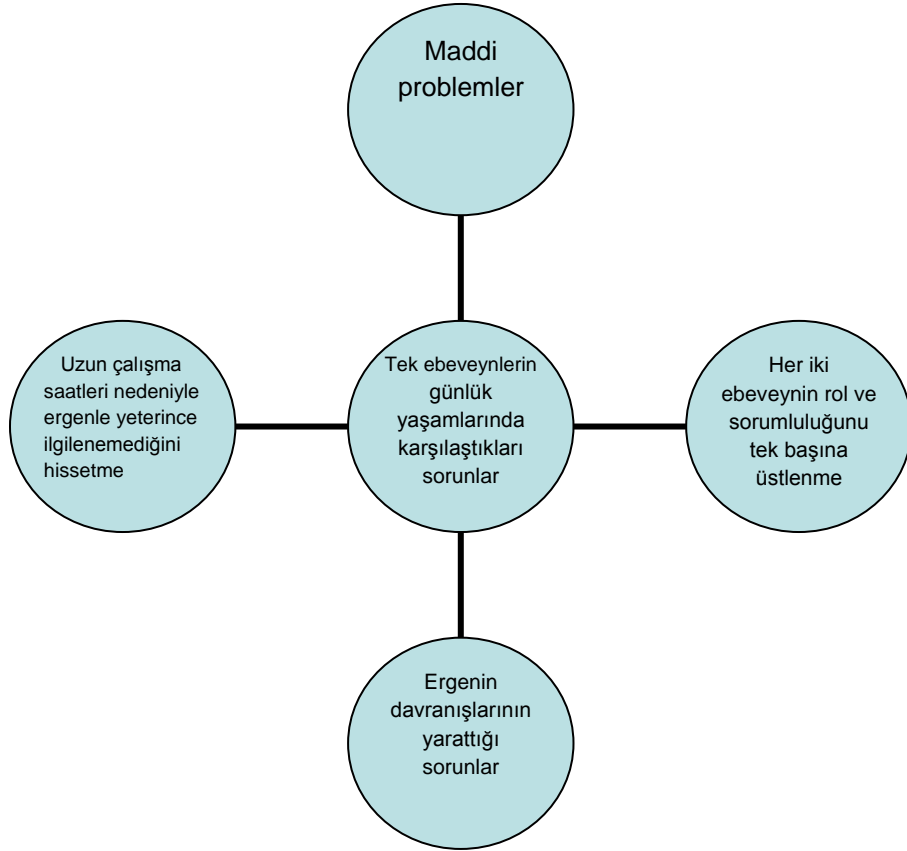 Maddi
problemler
Uzun çalışma
saatleri nedeniyle
ergenle yeterince
ilgilenemediğini
hissetme
Tek ebeveynlerin
günlük
yaşamlarında
karşılaştıkları
sorunlar
Her iki
ebeveynin rol ve
sorumluluğunu
tek başına
üstlenme
Ergenin
davranışlarının
yarattığı
sorunlar